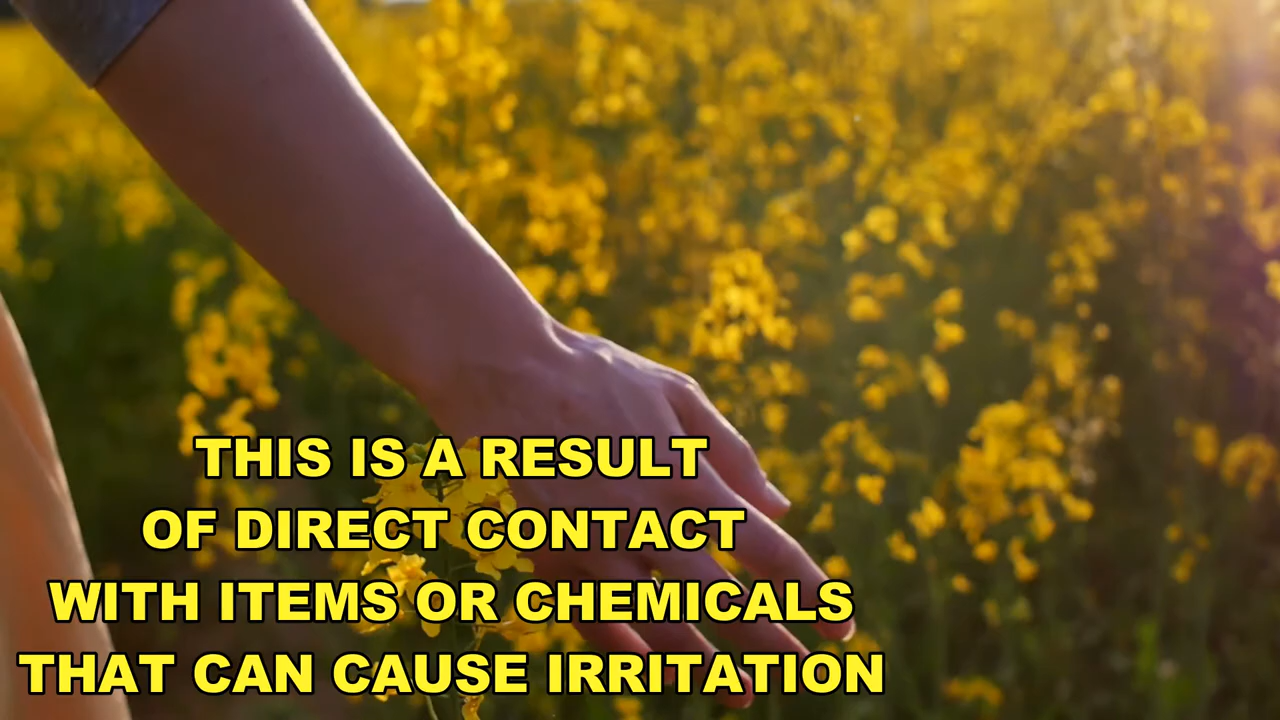 THIS IS A RESULT
OF DIRECT CONTACT
WITH ITEMS OR CHEMICALS
THAT CAN CAUSE IRRITATION